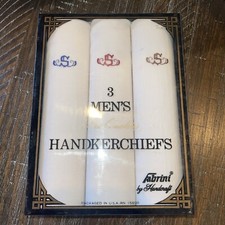 S S S
3
MEN'S
HANDKERCHIEFS
fabrini
by Handcraft